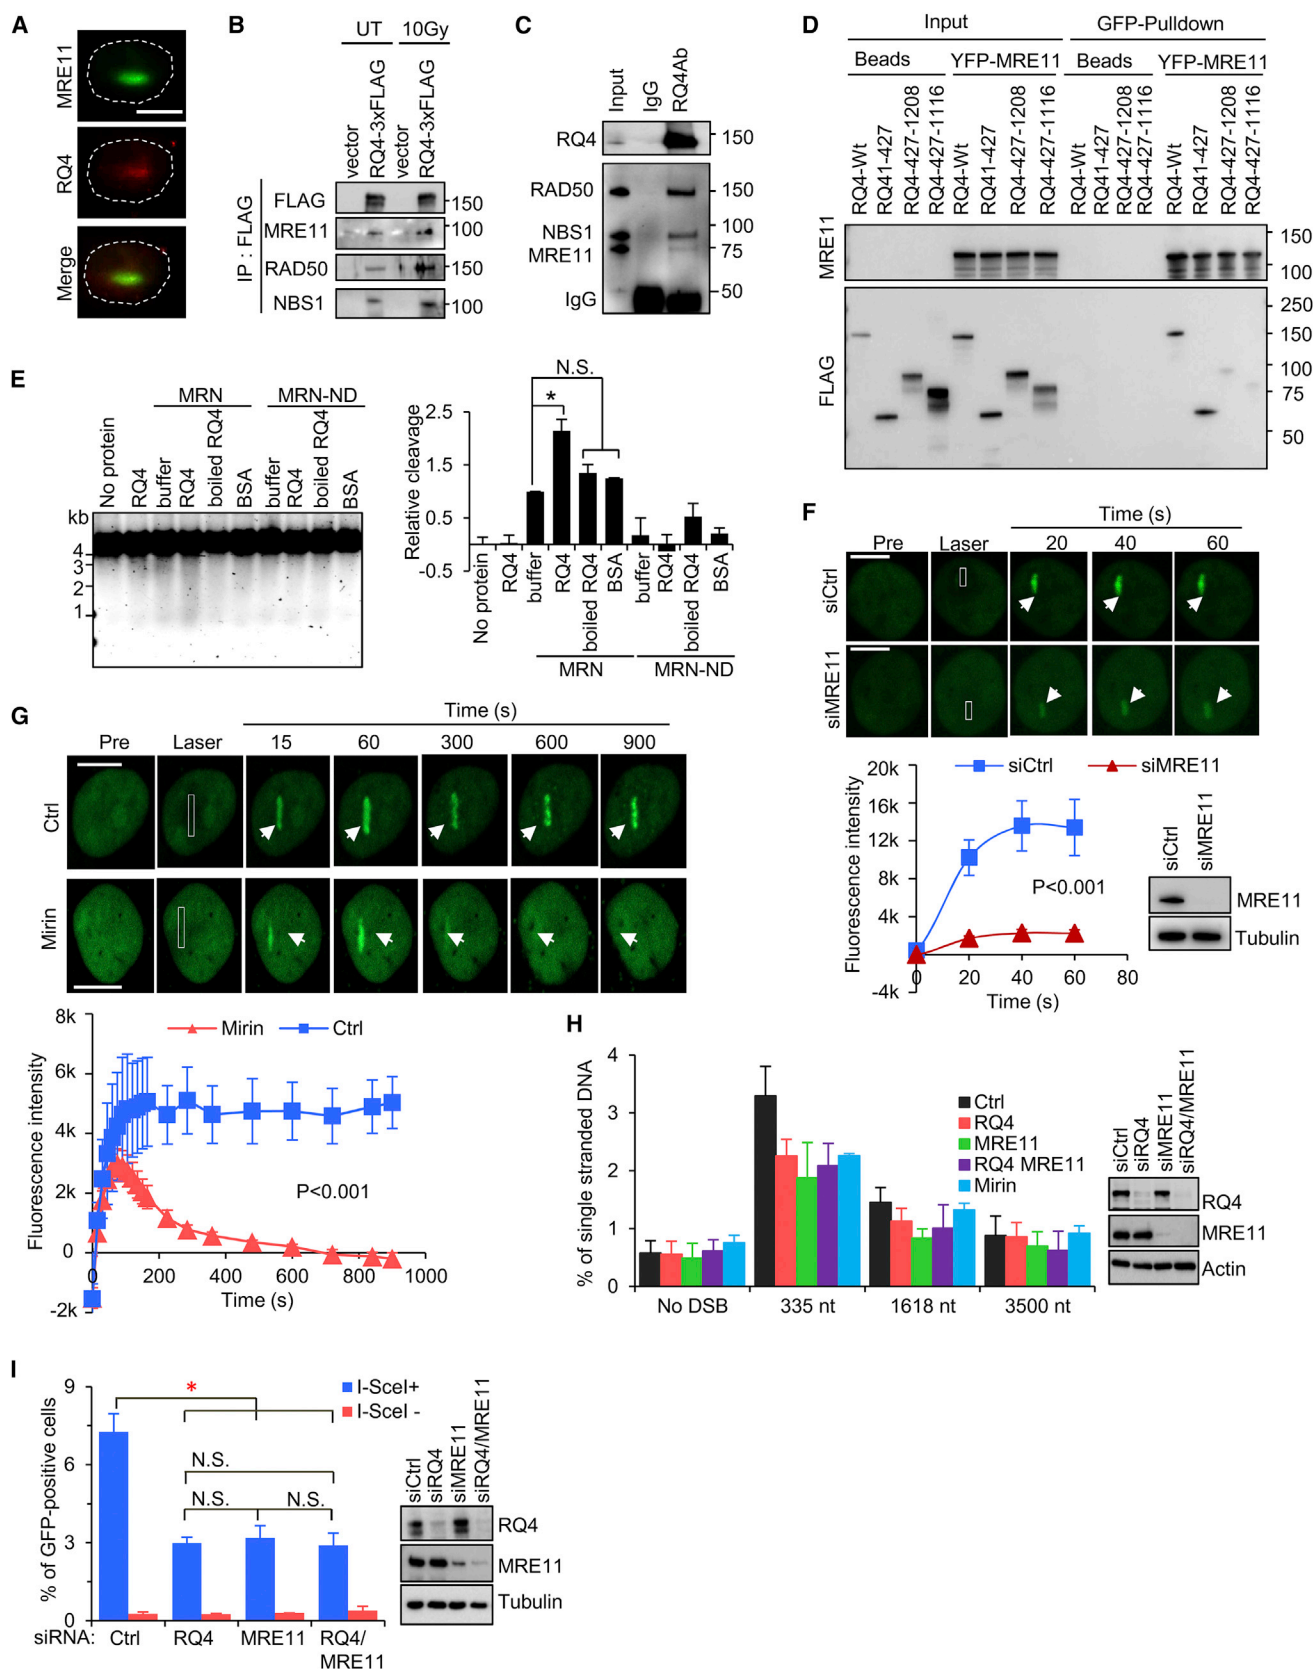 A
MRE11
RQ4
Merge
B
UT
10Gy
vector
RQ4-3xFLAG
vector
RQ4-3xFLAG
IP : FLAG
FLAG
150
MRE11
100
RAD50
150
NBS1
100
C
Input
IgG
RQ4Ab
RQ4
150
RAD50
150
NBS1
100
MRE11
75
IgG
50
D
Input
GFP-Pulldown
Beads
YFP-MRE11
Beads
YFP-MRE11
RQ4-Wt
RQ41-427
RQ4-427-1208
RQ4-427-1116
RQ4-Wt
RQ41-427
RQ4-427-1208
RQ4-427-1116
RQ4-Wt
RQ41-427
RQ4-427-1208
RQ4-427-1116
RQ4-Wt
RQ41-427
RQ4-427-1208
RQ4-427-1116
MRE11
150
100
FLAG
250
150
100
75
50
E
MRN
MRN-ND
No protein
RQ4
buffer
RQ4
boiled RQ4
BSA
buffer
RQ4
boiled RQ4
BSA
kb
4
3
2
1
Relative cleavage
2.5
1.5
0.5
-0.5
N.S.
*
No protein
RQ4
buffer
RQ4
boiled RQ4
BSA
buffer
RQ4
boiled RQ4
BSA
MRN
MRN-ND
F
Time (s)
Pre
Laser
20
40
60
siCtrl
siMRE11
Fluorescence intensity
20k
16k
12k
8k
4k
0
-4k
siCtrl
siMRE11
P<0.001
20
40
60
80
Time (s)
siCtrl
siMRE11
MRE11
Tubulin
G
Time (s)
Pre
Laser
15
60
300
600
900
Ctrl
Mirin
Fluorescence intensity
8k
6k
4k
2k
0
-2k
Mirin
Ctrl
P<0.001
0
200
400
600
800
1000
Time (s)
H
% of single stranded DNA
4
3
2
1
0
Ctrl
RQ4
MRE11
RQ4 MRE11
Mirin
No DSB
335 nt
1618 nt
3500 nt
siCtrl
siRQ4
siMRE11
siRQ4/MRE11
RQ4
MRE11
Actin
I
% of GFP-positive cells
9
6
3
0
*
N.S.
N.S.
N.S.
I-SceI+
I-SceI -
siRNA:
Ctrl
RQ4
MRE11
RQ4/
MRE11
siCtrl
siRQ4
siMRE11
siRQ4/MRE11
RQ4
MRE11
Tubulin